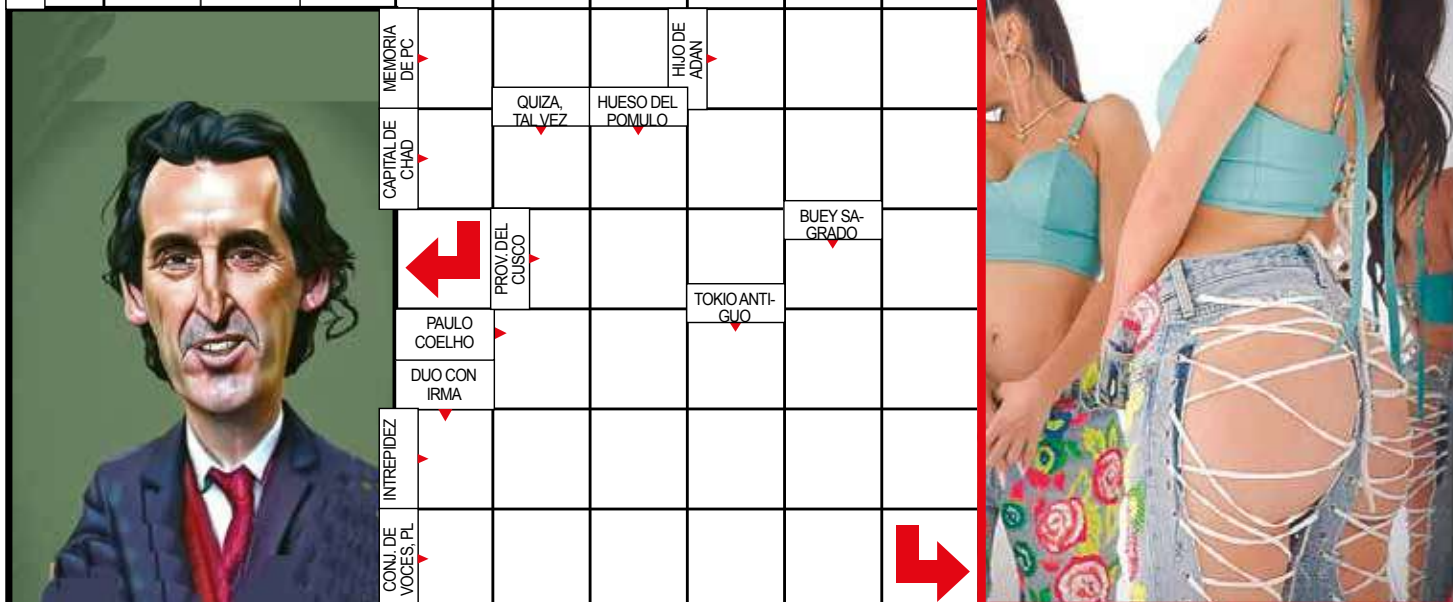 MEMORIA
DE PC
HIJO DE
ADAN
QUIZA,
TAL VEZ
HUESO DEL
POMULO
CAPITAL DE
CHAD
PROV. DEL
CUSCO
BUEY SA-
GRADO
TOKIO ANTI-
GUO
PAULO
COELHO
DUO CON
IRMA
INTREPIDEZ
CONJ. DE
VOCES, PL